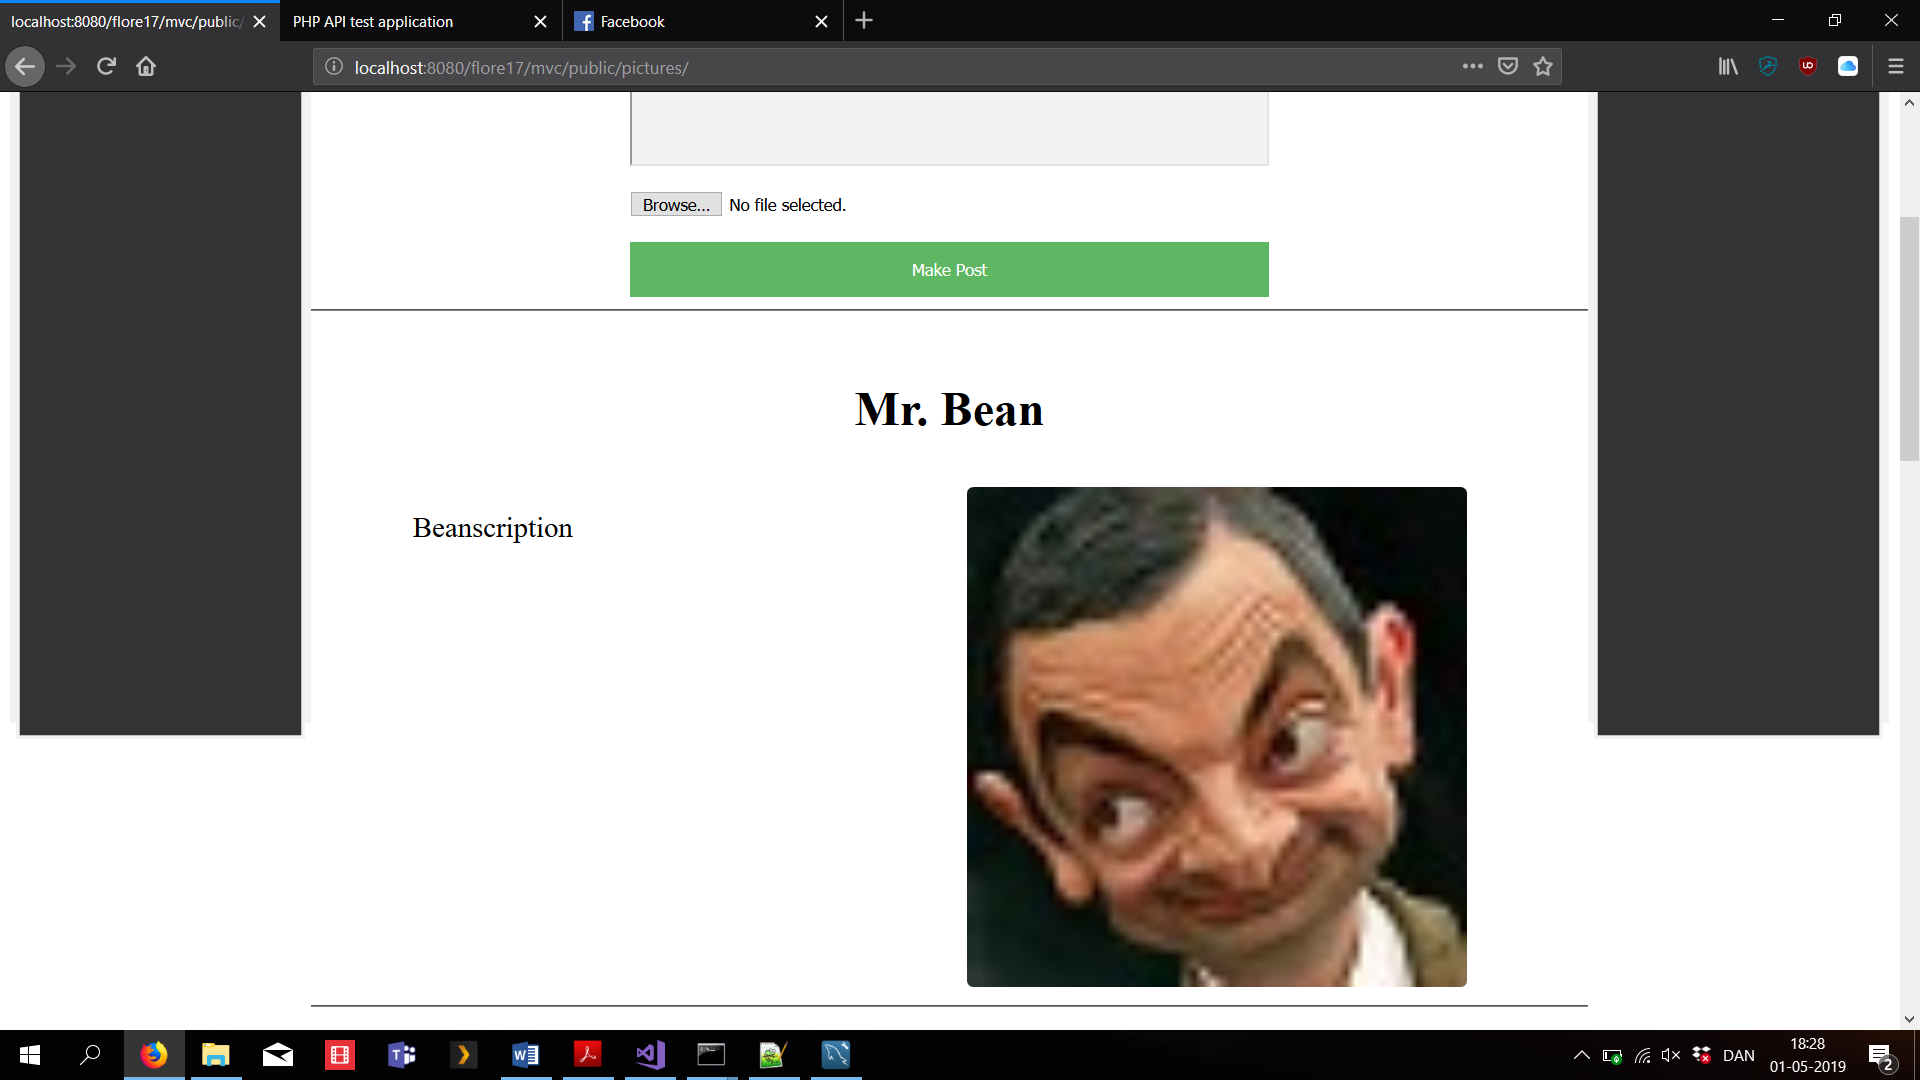 localhost:8080/flore17/mvc/public/
PHP API test application
Facebook
localhost:8080/flore17/mvc/public/pictures/
Browse... No file selected.
Make Post
Mr. Bean
Beanscription
DAN
18:28
01-05-2019
2